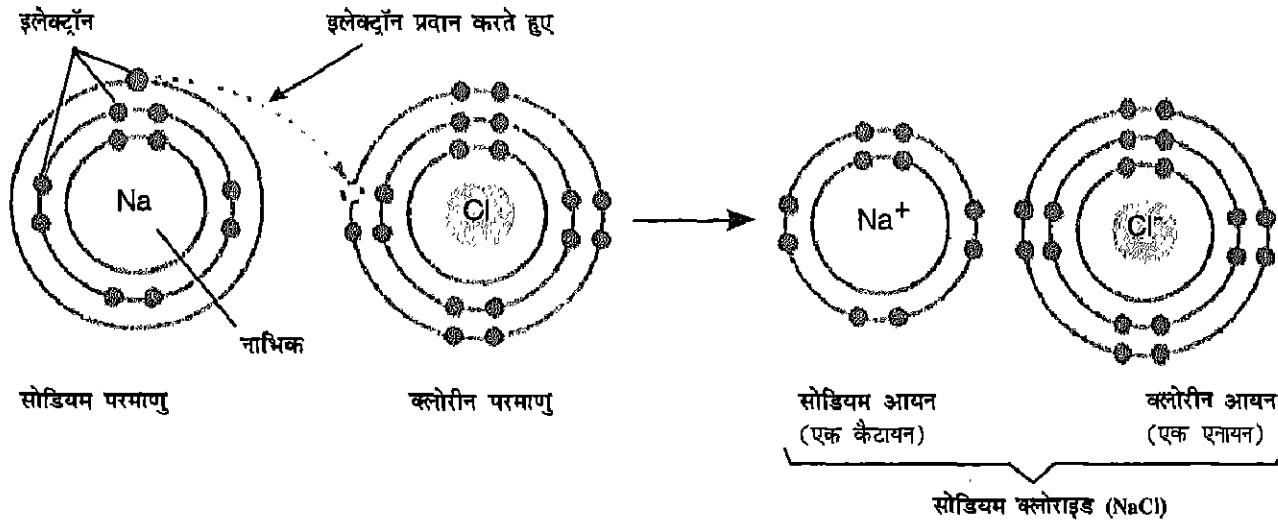 इलेक्ट्रॉन
इलेक्ट्रॉन प्रदान करते हुए
Na
Cl
Na+
Cl-
नाभिक
सोडियम परमाणु
क्लोरीन परमाणु
सोडियम आयन
(एक कैटायन)
क्लोरीन आयन
(एक एनायन)
सोडियम क्लोराइड (NaCl)